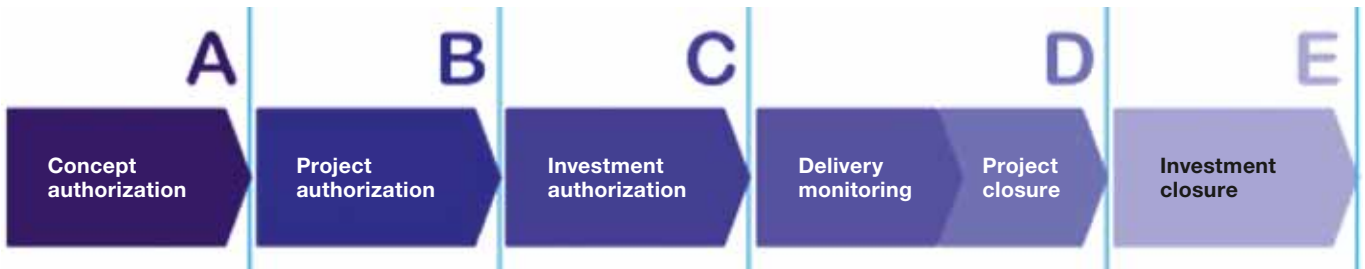 A
B
C
D
E
Concept
authorization
Project
authorization
Investment
authorization
Delivery
monitoring
Project
closure
Investment
closure